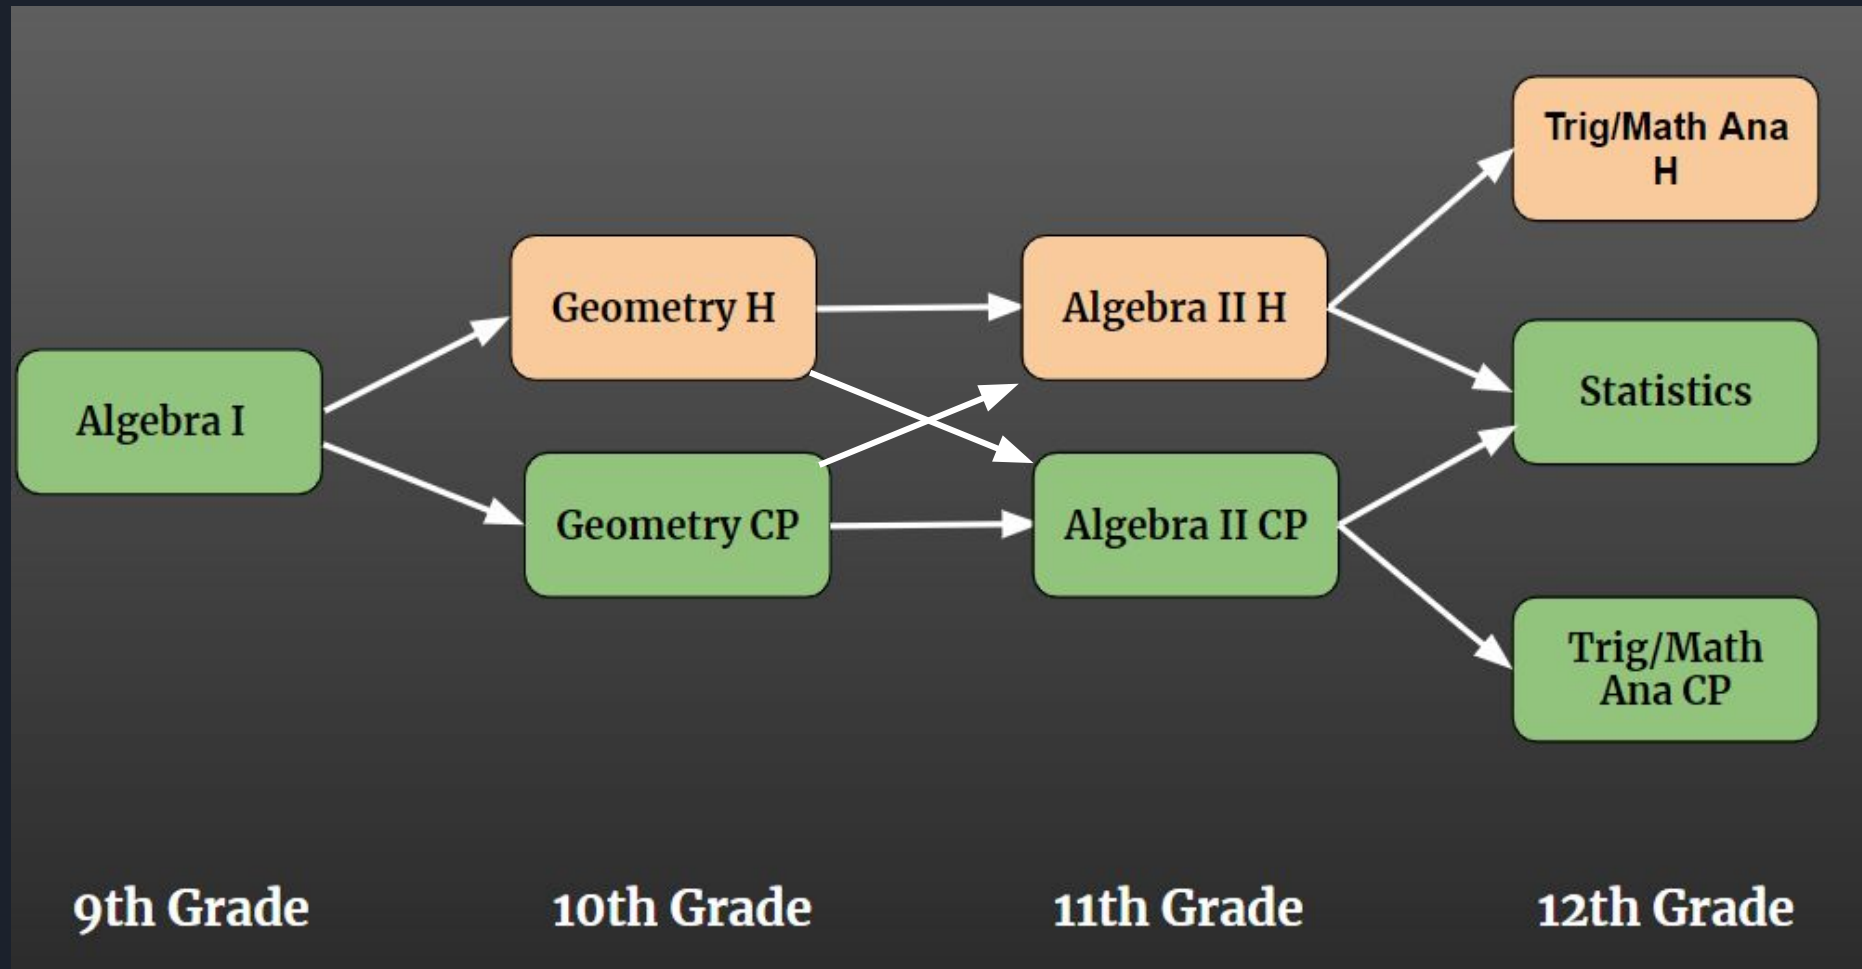 Trig/Math Ana
H
Geometry H
Algebra II H
Algebra I
Statistics
Geometry CP
Algebra II CP
Trig/Math
Ana CP
9th Grade
10th Grade
11th Grade
12th Grade